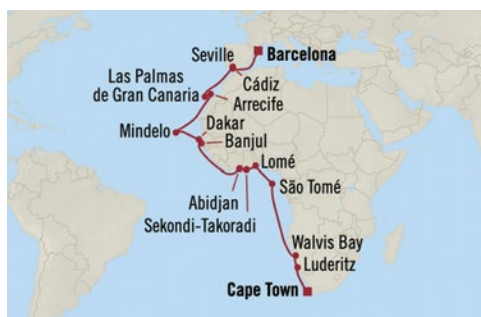 Barcelona
Seville
Cádiz
Las Palmas
de Gran Canaria
Arrecife
Mindelo
Dakar
Banjul
Lomé
Abidjan
São Tomé
Sekondi-Takoradi
Walvis Bay
Luderitz
Cape Town